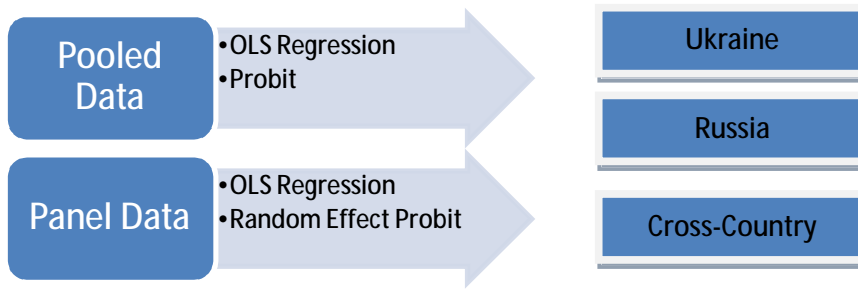 Pooled
Data
•OLS Regression
•Probit
Panel Data
•OLS Regression
•Random Effect Probit
Ukraine
Russia
Cross-Country